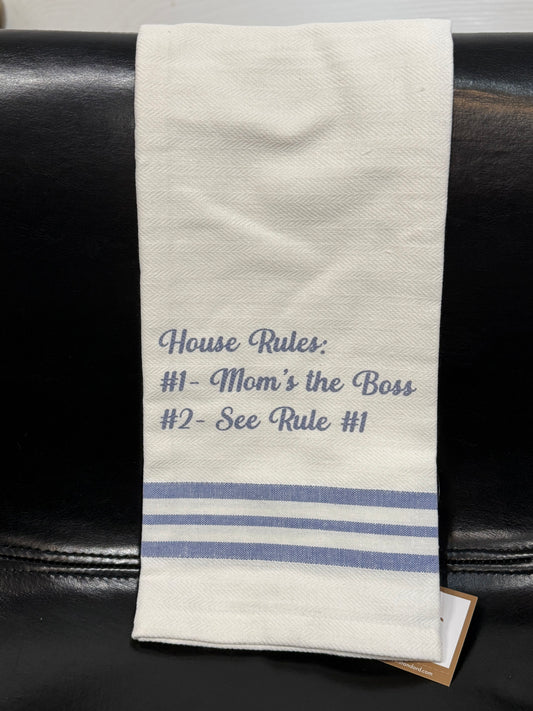 House Rules:
#1- Mom's the Boss
#2- See Rule #1